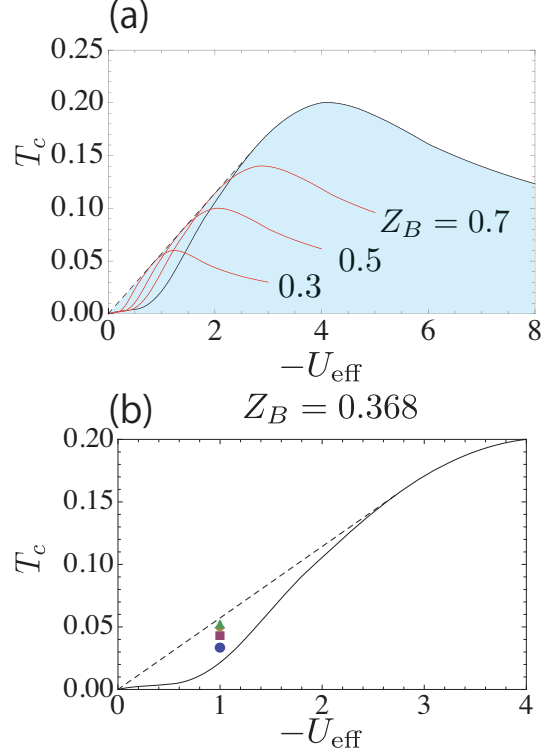 (a)
0.25
0.20
0.15
0.10
0.05
0.00
T_c
Z_B = 0.7
0.5
0.3
0 2 4 6 8
−U_eff
(b)
Z_B = 0.368
0.20
0.15
0.10
0.05
0.00
T_c
0 1 2 3 4
−U_eff